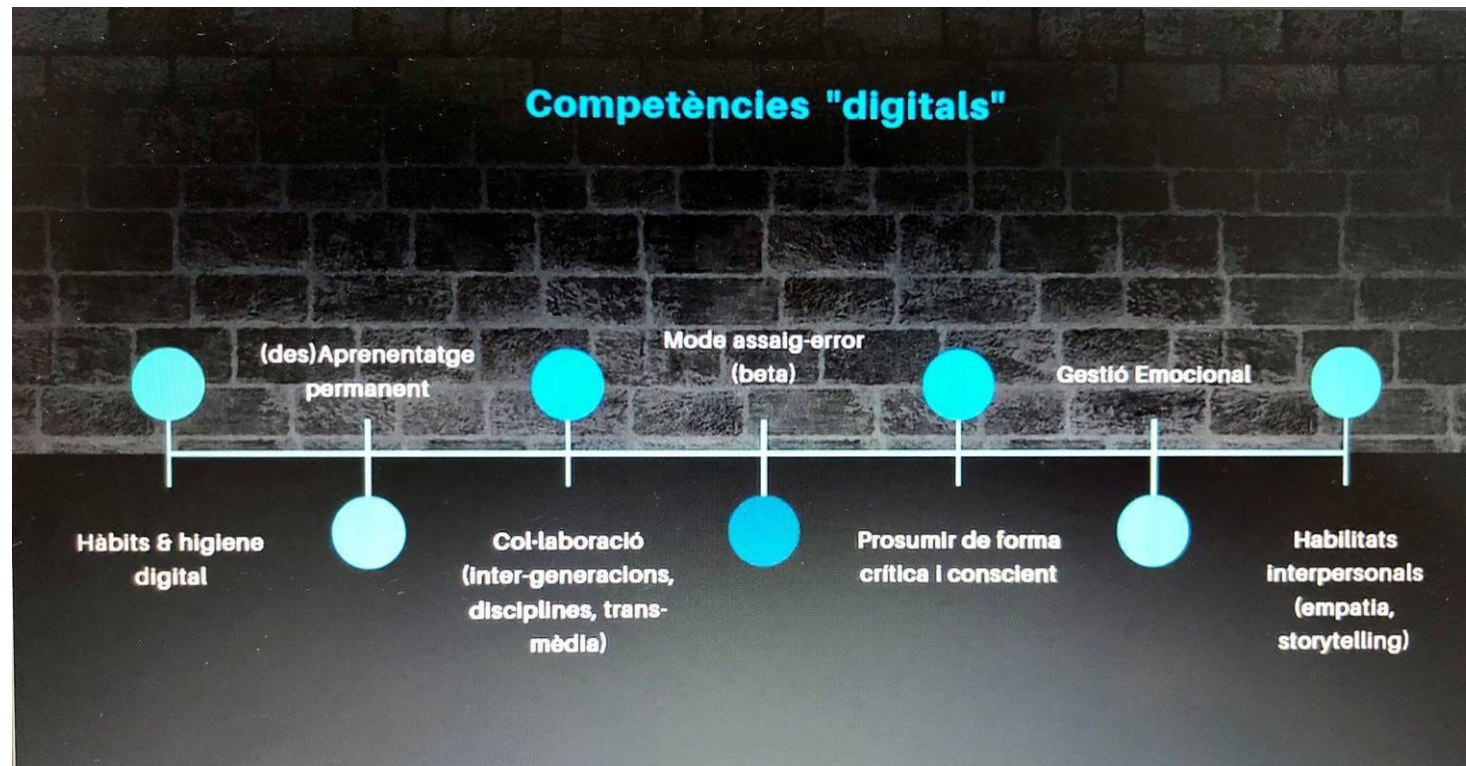 Competències "digitals"
Hàbits & higiene
digital
(des)Aprenentatge
permanent
Col·laboració
(inter-generacions,
disciplines, trans-
mèdia)
Mode assaig-error
(beta)
Prosumir de forma
crítica i conscient
Gestió Emocional
Habilitats
interpersonals
(empatia,
storytelling)